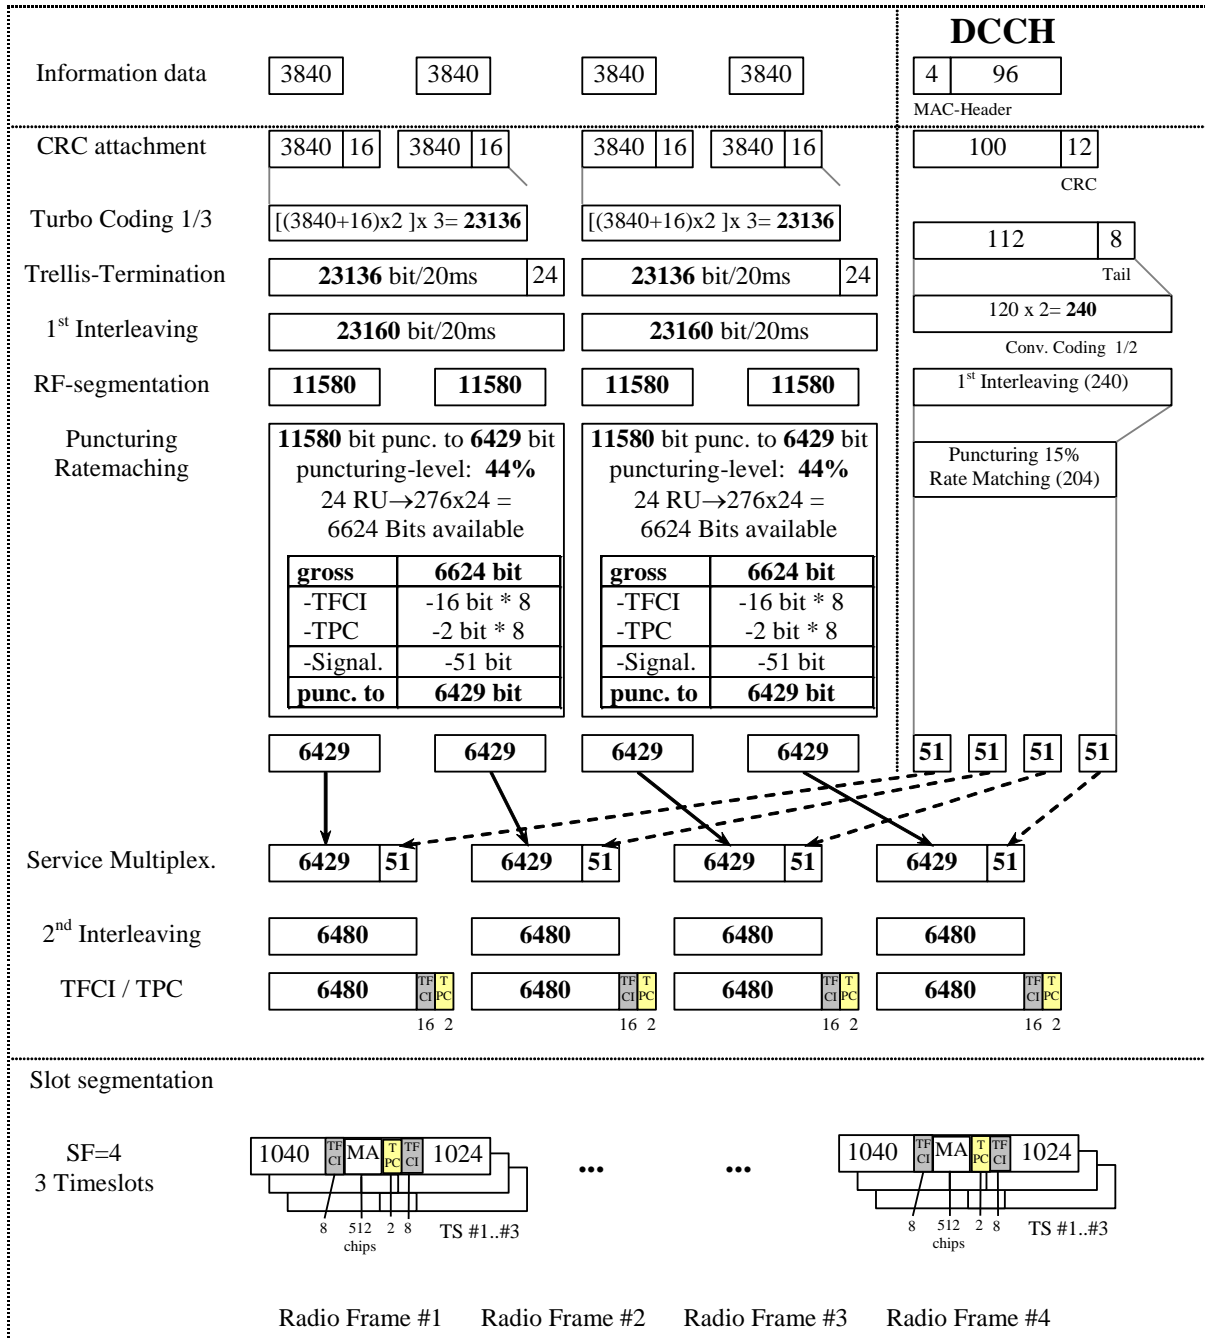 DCCH
Information data 3840 3840 3840 3840 4 96
MAC-Header
CRC attachment 3840 16 3840 16 3840 16 3840 16 100 12
CRC
Turbo Coding 1/3 [(3840+16)x2 ]x 3= 23136 [(3840+16)x2 ]x 3= 23136
112 8
Trellis-Termination 23136 bit/20ms 24 23136 bit/20ms 24
Tail
120 x 2= 240
1st Interleaving 23160 bit/20ms 23160 bit/20ms
Conv. Coding 1/2
RF-segmentation 11580 11580 11580 11580 1st Interleaving (240)
Puncturing
Ratemaching
11580 bit punc. to 6429 bit
puncturing-level: 44%
24 RU→276x24 =
6624 Bits available
gross 6624 bit
-TFCI -16 bit * 8
-TPC -2 bit * 8
-Signal. -51 bit
punc. to 6429 bit
11580 bit punc. to 6429 bit
puncturing-level: 44%
24 RU→276x24 =
6624 Bits available
gross 6624 bit
-TFCI -16 bit * 8
-TPC -2 bit * 8
-Signal. -51 bit
punc. to 6429 bit
Puncturing 15%
Rate Matching (204)
6429 6429 6429 6429 51 51 51 51
Service Multiplex. 6429 51 6429 51 6429 51 6429 51
2nd Interleaving 6480 6480 6480 6480
TFCI / TPC 6480 TF CI T PC 6480 TF CI T PC 6480 TF CI T PC 6480 TF CI T PC
16 2 16 2 16 2 16 2
Slot segmentation
SF=4
3 Timeslots
1040 TF CI MA T PC TF CI 1024 ... ... 1040 TF CI MA T PC TF CI 1024
8 512 2 8 TS #1..#3 8 512 2 8 TS #1..#3
chips chips
Radio Frame #1 Radio Frame #2 Radio Frame #3 Radio Frame #4